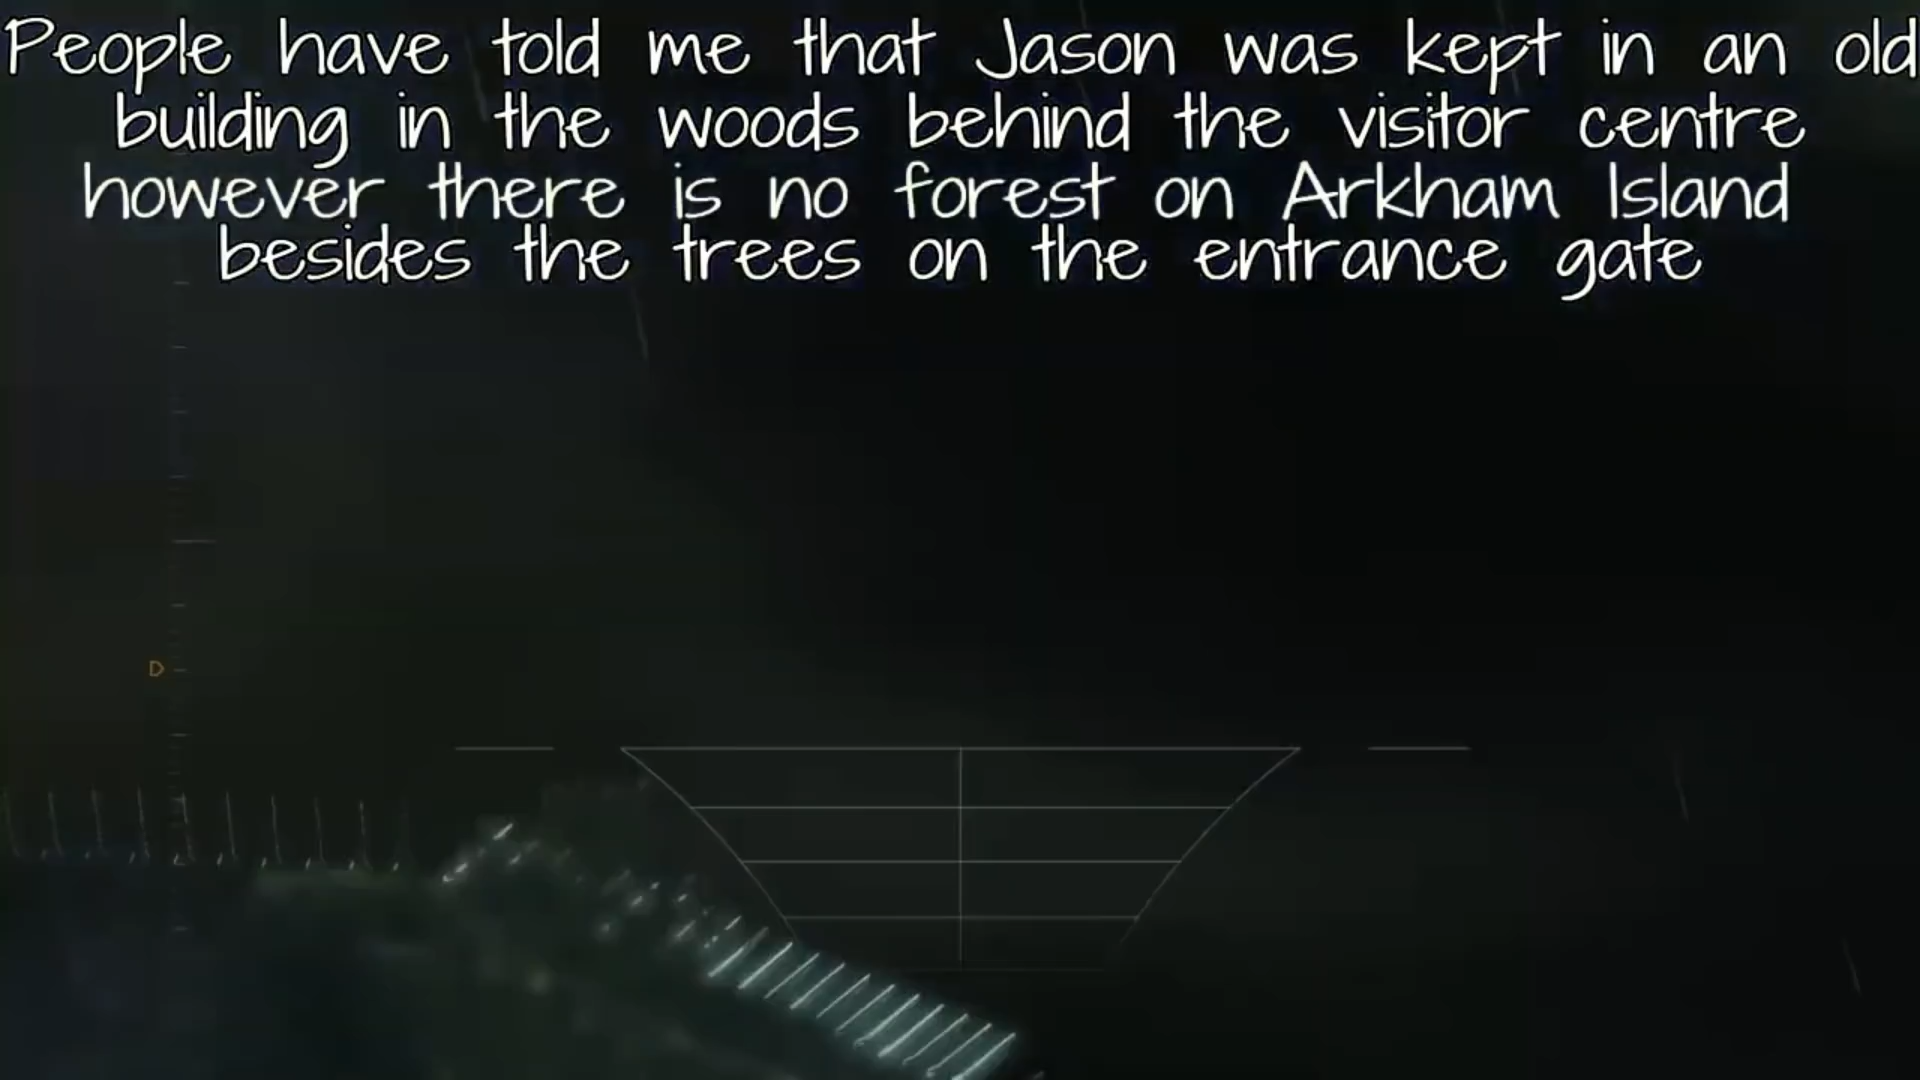 People have told me that Jason was kept in an old
building in the woods behind the visitor centre
however there is no forest on Arkham Island
besides the trees on the entrance gate